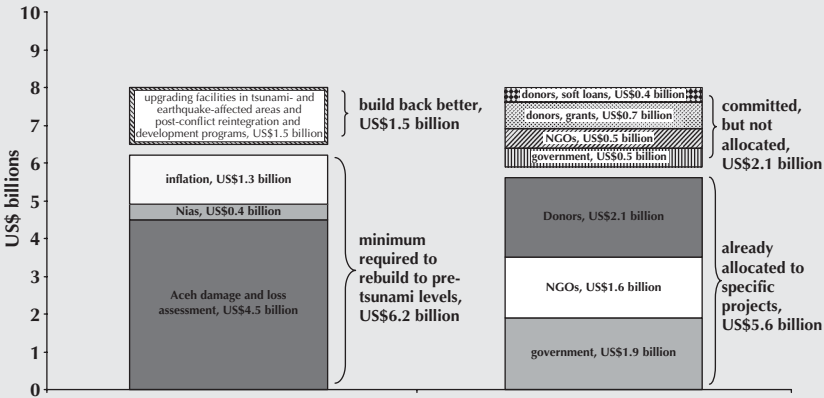 US$ billions
10
9
8
7
6
5
4
3
2
1
0
upgrading facilities in tsunami- and
earthquake-affected areas and
post-conflict reintegration and
development programs, US$1.5 billion
build back better,
US$1.5 billion
inflation, US$1.3 billion
Nias, US$0.4 billion
Aceh damage and loss
assessment, US$4.5 billion
minimum
required to
rebuild to pre-
tsunami levels,
US$6.2 billion
donors, soft loans, US$0.4 billion
donors, grants, US$0.7 billion
NGOs, US$0.5 billion
government, US$0.5 billion
committed,
but not
allocated,
US$2.1 billion
Donors, US$2.1 billion
NGOs, US$1.6 billion
government, US$1.9 billion
already
allocated to
specific
projects,
US$5.6 billion